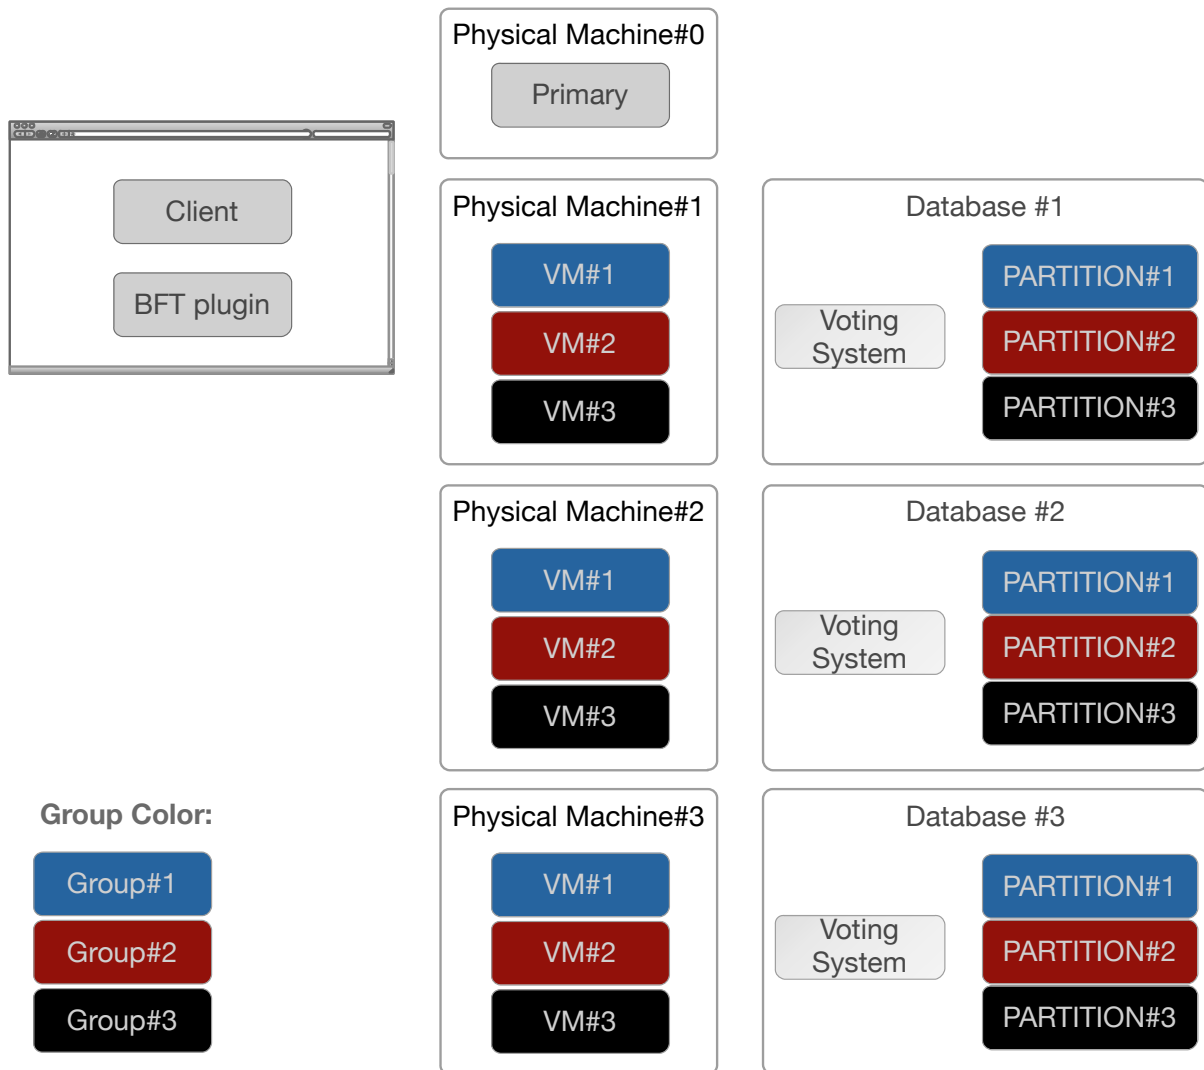 Physical Machine#0
Primary
Client
BFT plugin
Physical Machine#1
VM#1
VM#2
VM#3
Database #1
Voting
System
PARTITION#1
PARTITION#2
PARTITION#3
Physical Machine#2
VM#1
VM#2
VM#3
Database #2
Voting
System
PARTITION#1
PARTITION#2
PARTITION#3
Group Color:
Group#1
Group#2
Group#3
Physical Machine#3
VM#1
VM#2
VM#3
Database #3
Voting
System
PARTITION#1
PARTITION#2
PARTITION#3